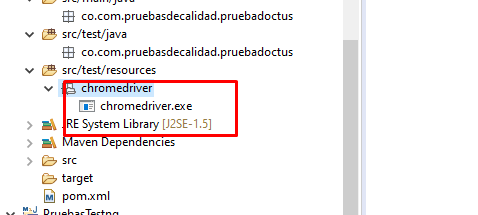 src/main/java
co.com.pruebasdecalidad.pruebadoctus
src/test/java
co.com.pruebasdecalidad.pruebadoctus
src/test/resources
chromedriver
chromedriver.exe
JRE System Library [J2SE-1.5]
Maven Dependencies
src
target
pom.xml
PruebasTestng